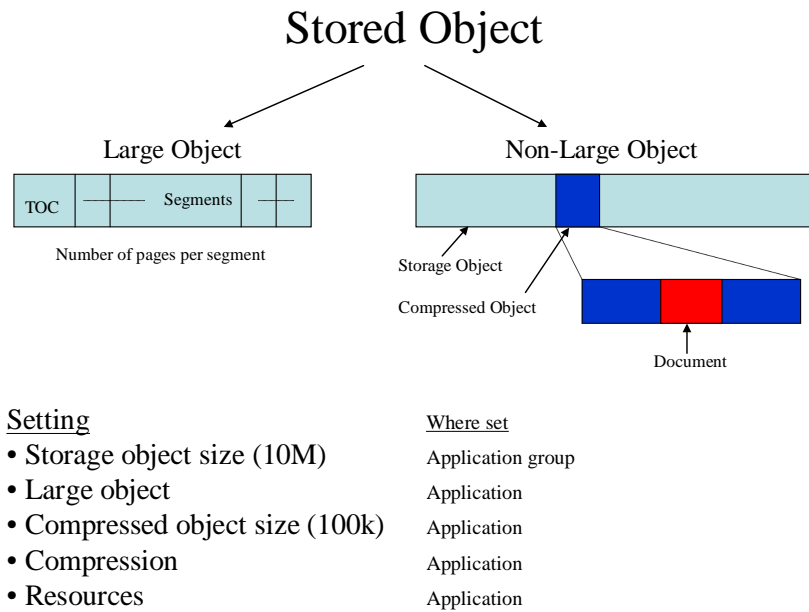 Stored Object
Large Object
TOC
Segments
Number of pages per segment
Non-Large Object
Storage Object
Compressed Object
Document
Setting
Where set
• Storage object size (10M)
Application group
• Large object
Application
• Compressed object size (100k)
Application
• Compression
Application
• Resources
Application